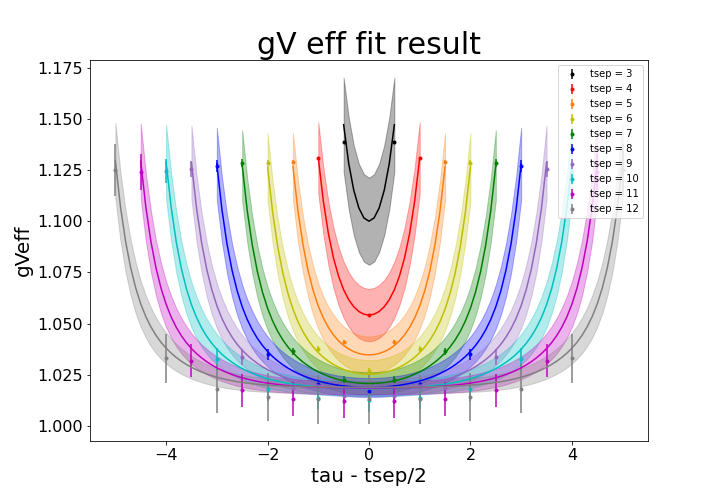 gV eff fit result
1.175
1.150
1.125
1.100
1.075
1.050
1.025
1.000
gVeff
−4
−2
0
2
4
tau - tsep/2
tsep = 3
tsep = 4
tsep = 5
tsep = 6
tsep = 7
tsep = 8
tsep = 9
tsep = 10
tsep = 11
tsep = 12